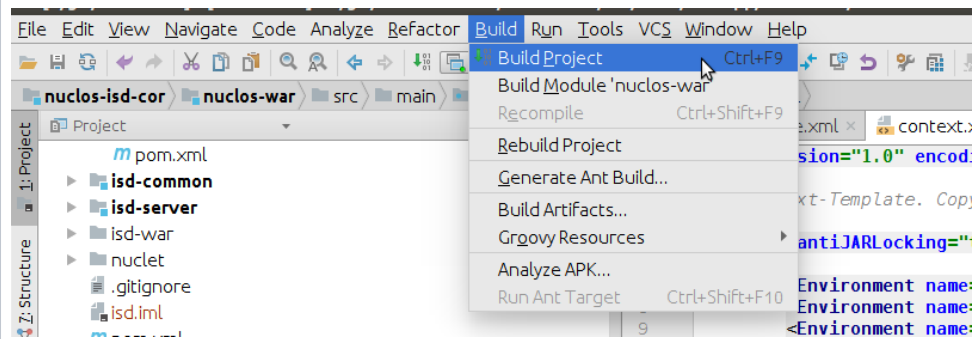 File Edit View Navigate Code Analyze Refactor Build Run Tools VCS Window Help
Build Project Ctrl+F9
Build Module 'nuclos-war'
Recompile Ctrl+Shift+F9
Rebuild Project
Generate Ant Build...
Build Artifacts...
Groovy Resources
Analyze APK...
Run Ant Target Ctrl+Shift+F10
nuclos-isd-cor nuclos-war src main
1: Project
Z: Structure
Project
pom.xml
isd-common
isd-server
isd-war
nuclet
.gitignore
isd.iml
e.xml context.x
sion="1.0" encodi
xt-Template. Copy
antiJARLocking="
Environment name=
Environment name=
9 <Environment name=